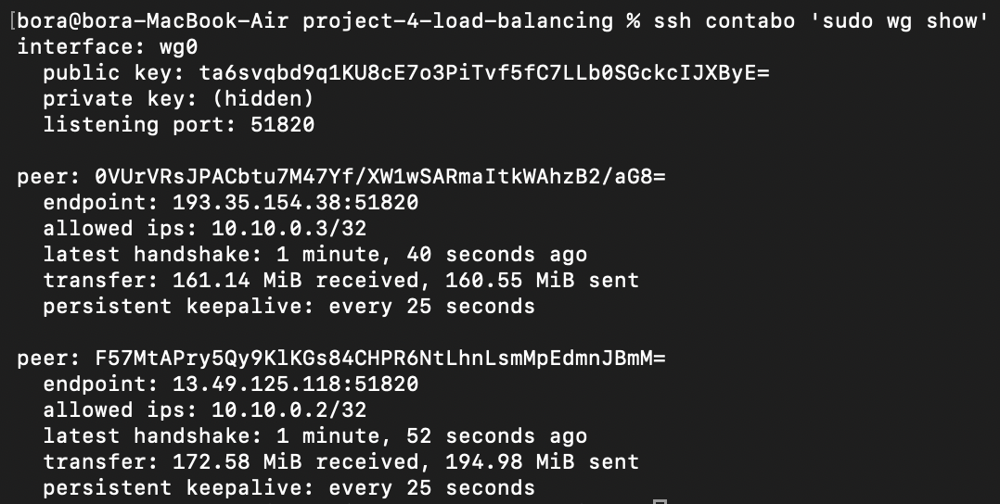 [bora@bora-MacBook-Air project-4-load-balancing % ssh contabo 'sudo wg show'
interface: wg0
  public key: ta6svqbd9q1KU8cE7o3PiTvf5fC7LLb0SGckcIJXByE=
  private key: (hidden)
  listening port: 51820

peer: 0VUrVRsJPACbtu7M47Yf/XW1wSARmaItkWAhzB2/aG8=
  endpoint: 193.35.154.38:51820
  allowed ips: 10.10.0.3/32
  latest handshake: 1 minute, 40 seconds ago
  transfer: 161.14 MiB received, 160.55 MiB sent
  persistent keepalive: every 25 seconds

peer: F57MtAPry5Qy9KlKGs84CHPR6NtLhnLsmMpEdmnJBmM=
  endpoint: 13.49.125.118:51820
  allowed ips: 10.10.0.2/32
  latest handshake: 1 minute, 52 seconds ago
  transfer: 172.58 MiB received, 194.98 MiB sent
  persistent keepalive: every 25 seconds